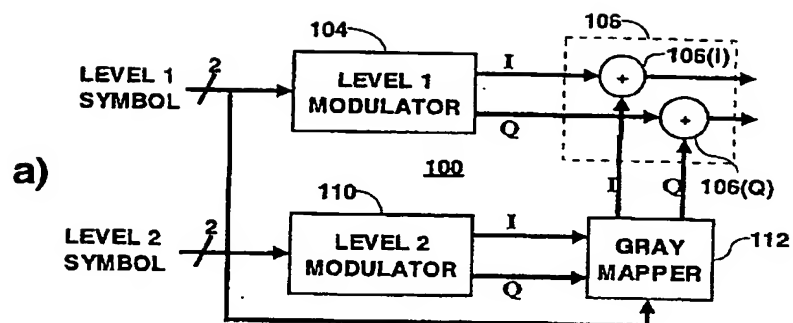 106
104
106(I)
2
I
LEVEL 1
SYMBOL
LEVEL 1
MODULATOR
+
Q
+
a)
100
110
I
Q
106(Q)
2
LEVEL 2
SYMBOL
LEVEL 2
MODULATOR
I
Q
GRAY
MAPPER
112